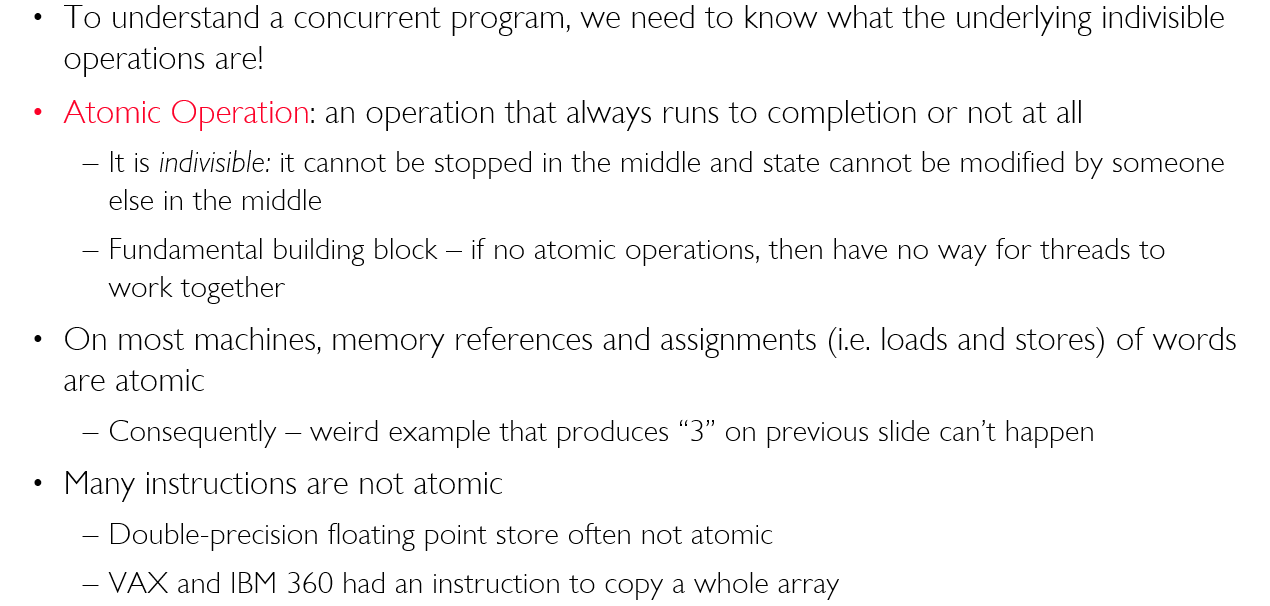 • To understand a concurrent program, we need to know what the underlying indivisible
operations are!
• Atomic Operation: an operation that always runs to completion or not at all
– It is indivisible: it cannot be stopped in the middle and state cannot be modified by someone
else in the middle
– Fundamental building block – if no atomic operations, then have no way for threads to
work together
• On most machines, memory references and assignments (i.e. loads and stores) of words
are atomic
– Consequently – weird example that produces “3” on previous slide can’t happen
• Many instructions are not atomic
– Double-precision floating point store often not atomic
– VAX and IBM 360 had an instruction to copy a whole array